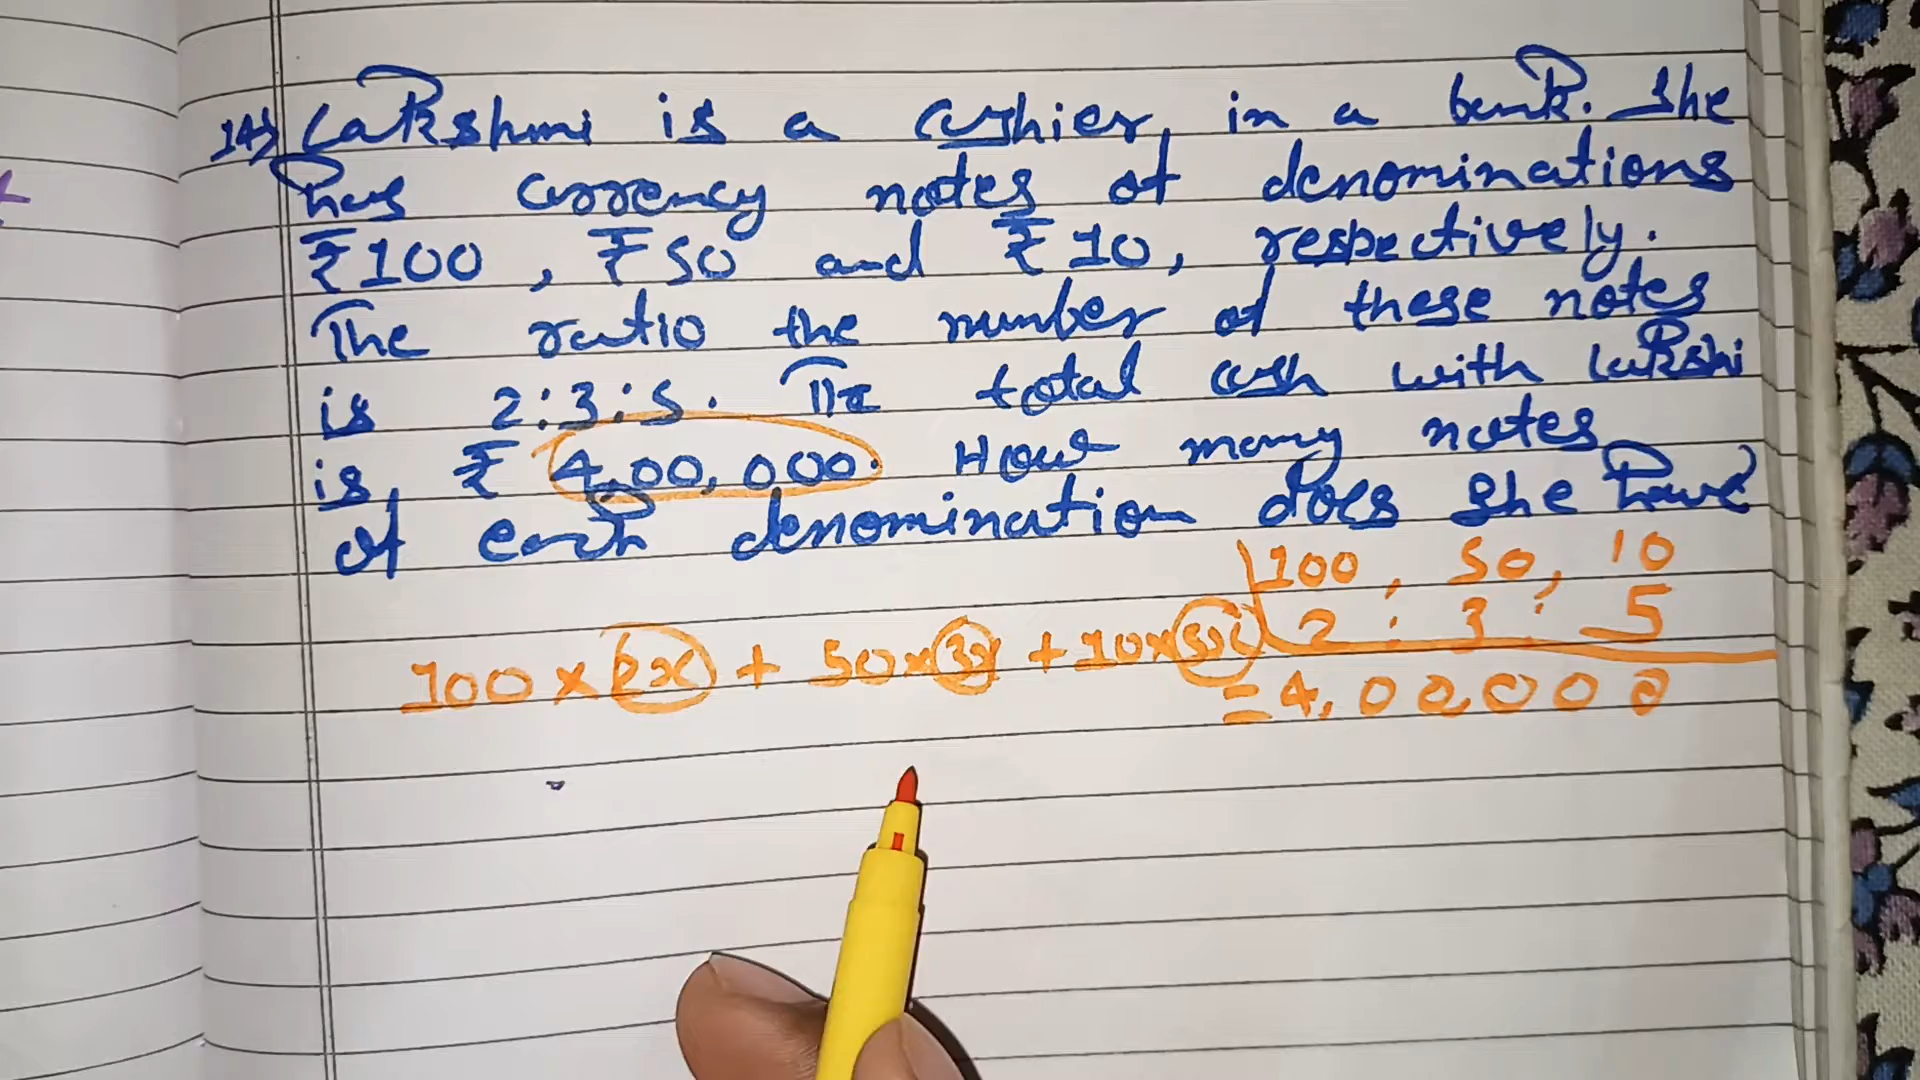 14) Lakshmi is a cashier in a bank. She
has currency notes of denominations
₹100, ₹50 and ₹10, respectively.
The ratio the number of these notes
is 2:3:5. The total cash with Lakshi
is ₹ 4,00,000. How many notes
of each denomination does she have
100, 50, 10
2 : 3 : 5
100 × 2x + 50×3x + 10×5x
= 4,00,000